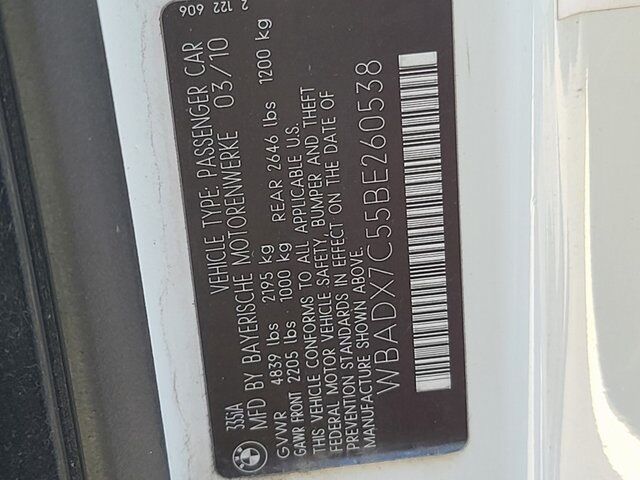 335iA
VEHICLE TYPE: PASSENGER CAR
MFD BY BAYERISCHE MOTORENWERKE 03/10
GVWR 4839 lbs 2195 kg
GAWR FRONT 2205 lbs 1000 kg REAR 2646 lbs 1200 kg
THIS VEHICLE CONFORMS TO ALL APPLICABLE U.S.
FEDERAL MOTOR VEHICLE SAFETY, BUMPER AND THEFT
PREVENTION STANDARDS IN EFFECT ON THE DATE OF
MANUFACTURE SHOWN ABOVE.
WBADX7C55BE260538
2 122 606